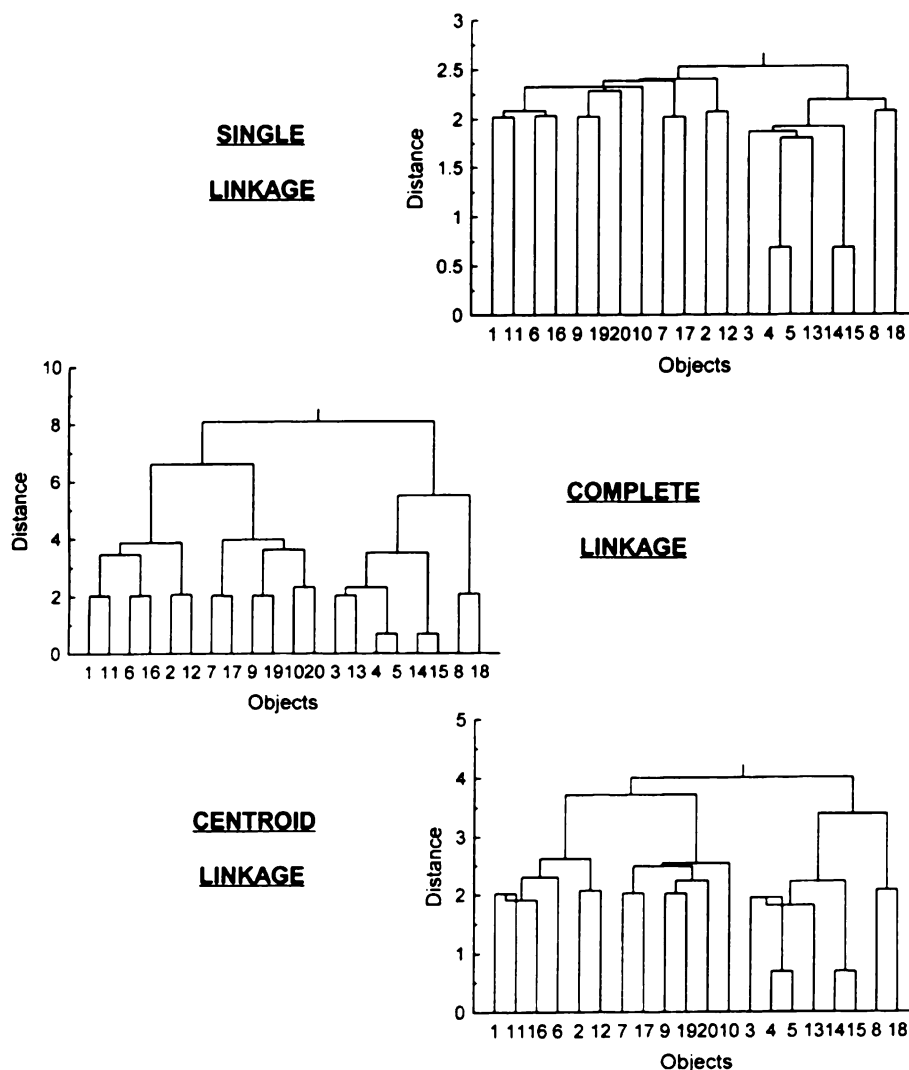 SINGLE
LINKAGE
3
2.5
2
1.5
1
0.5
0
Distance
1 11 6 16 9 19 20 10 7 17 2 12 3 4 5 13 14 15 8 18
Objects
10
8
6
4
2
0
Distance
1 11 6 16 2 12 7 17 9 19 10 20 3 13 4 5 14 15 8 18
Objects
COMPLETE
LINKAGE
CENTROID
LINKAGE
5
4
3
2
1
0
Distance
1 11 16 6 2 12 7 17 9 19 20 10 3 4 5 13 14 15 8 18
Objects